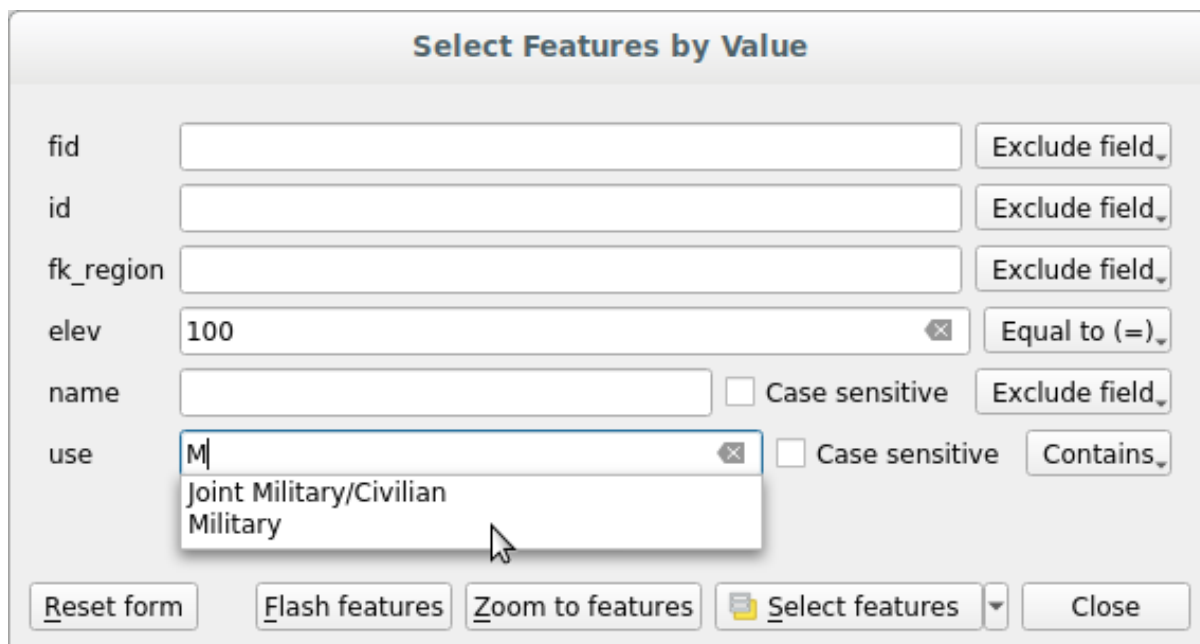 Select Features by Value
fid Exclude field
id Exclude field
fk_region Exclude field
elev 100 Equal to (=)
name Case sensitive Exclude field
use M Case sensitive Contains
Joint Military/Civilian
Military
Reset form Flash features Zoom to features Select features Close